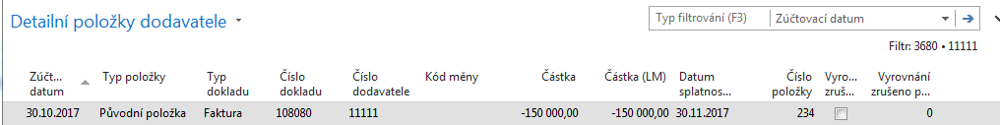 Detailní položky dodavatele
Typ filtrování (F3) Zúčtovací datum
Filtr: 3680 • 11111
Zúčt... datum Typ položky Typ dokladu Číslo dokladu Číslo dodavatele Kód měny Částka Částka (LM) Datum splatnos... Číslo položky Vyro... zruš... Vyrovnání zrušeno p...
30.10.2017 Původní položka Faktura 108080 11111 -150 000,00 -150 000,00 30.11.2017 234 0